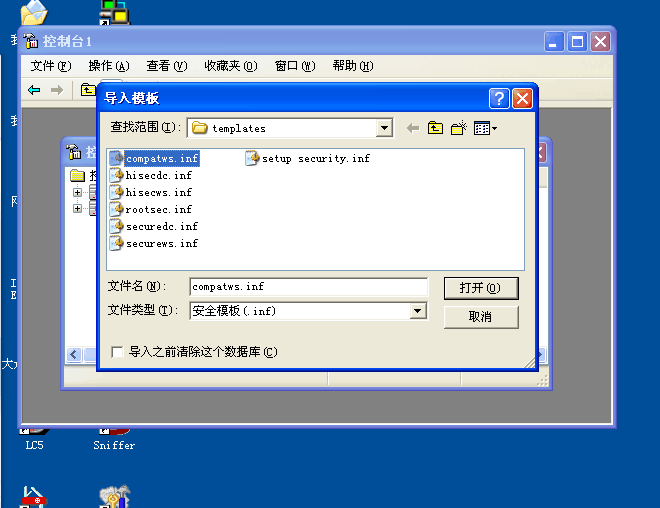 控制台1
文件(F) 操作(A) 查看(V) 收藏夹(O) 窗口(W) 帮助(H)
导入模板
查找范围(I): templates
compatws.inf setup security.inf
hisecdc.inf
hisecws.inf
rootsec.inf
securedc.inf
securews.inf
文件名(N): compatws.inf 打开(O)
文件类型(T): 安全模板(.inf) 取消
导入之前清除这个数据库(C)
LC5 Sniffer